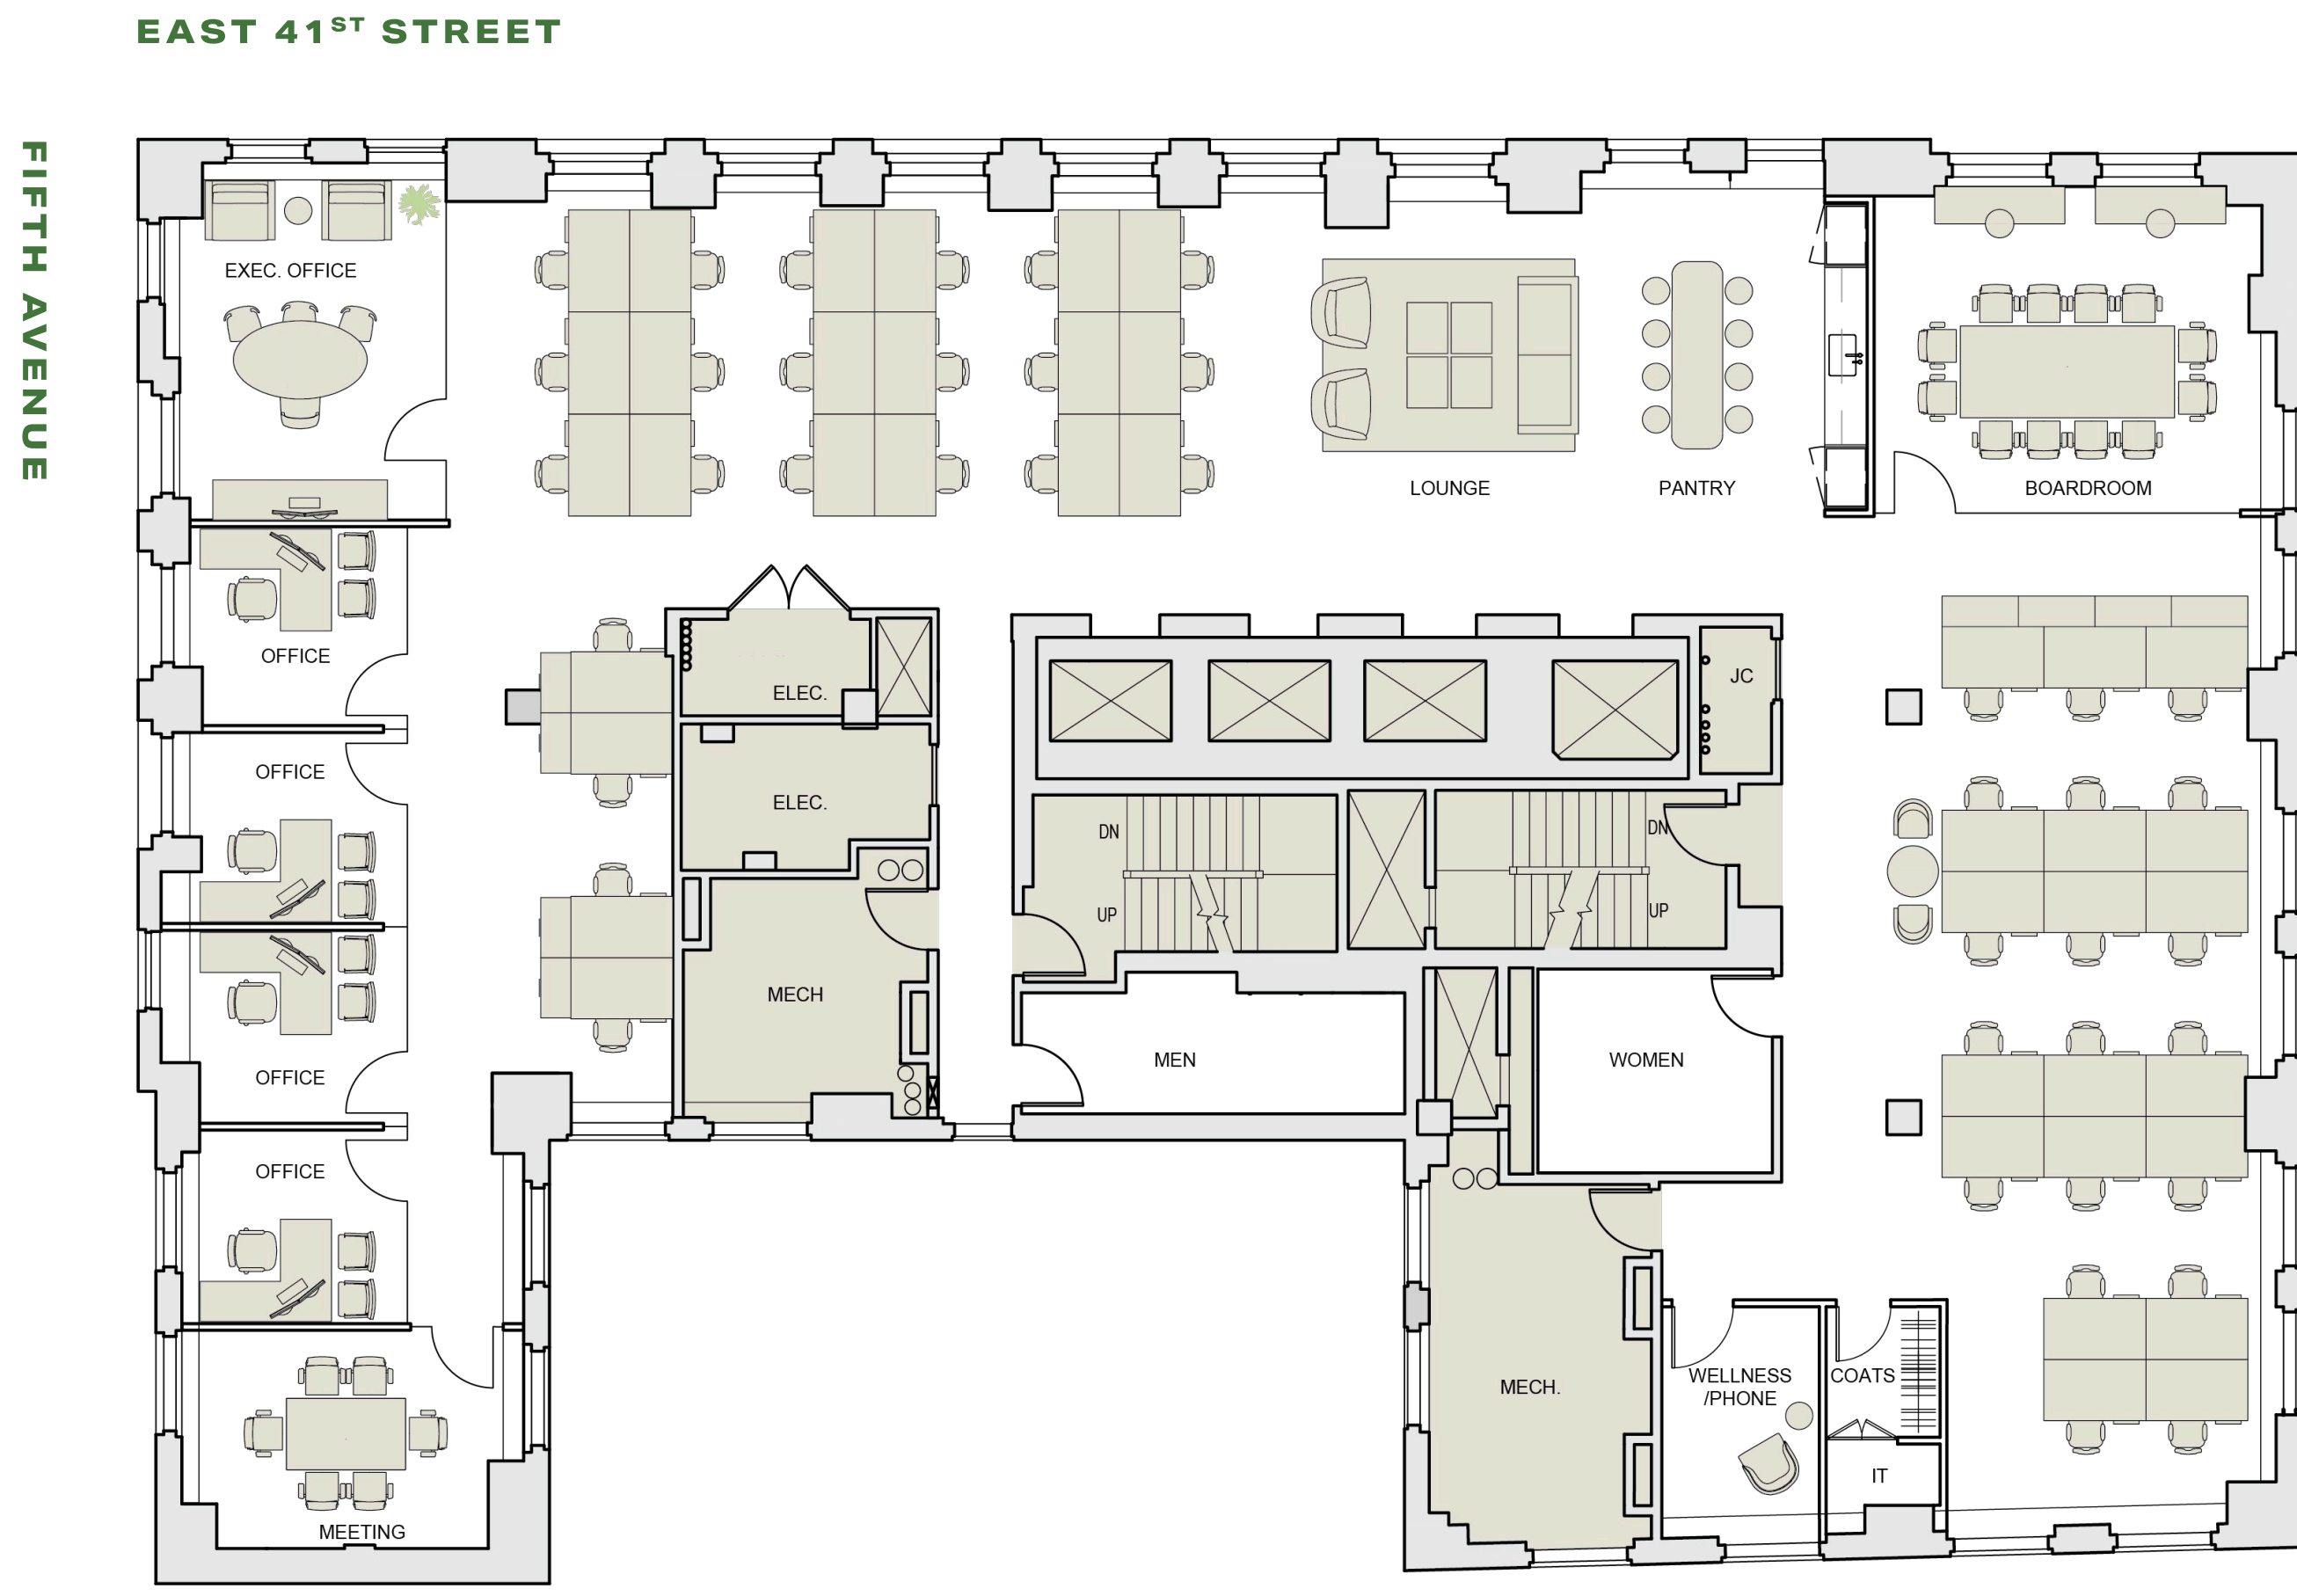 EAST 41ST STREET
FIFTH AVENUE
EXEC. OFFICE
LOUNGE
PANTRY
BOARDROOM
OFFICE
ELEC.
JC
OFFICE
ELEC.
DN
DN
UP
UP
MECH
MEN
WOMEN
OFFICE
OFFICE
MECH.
WELLNESS
/PHONE
COATS
IT
MEETING